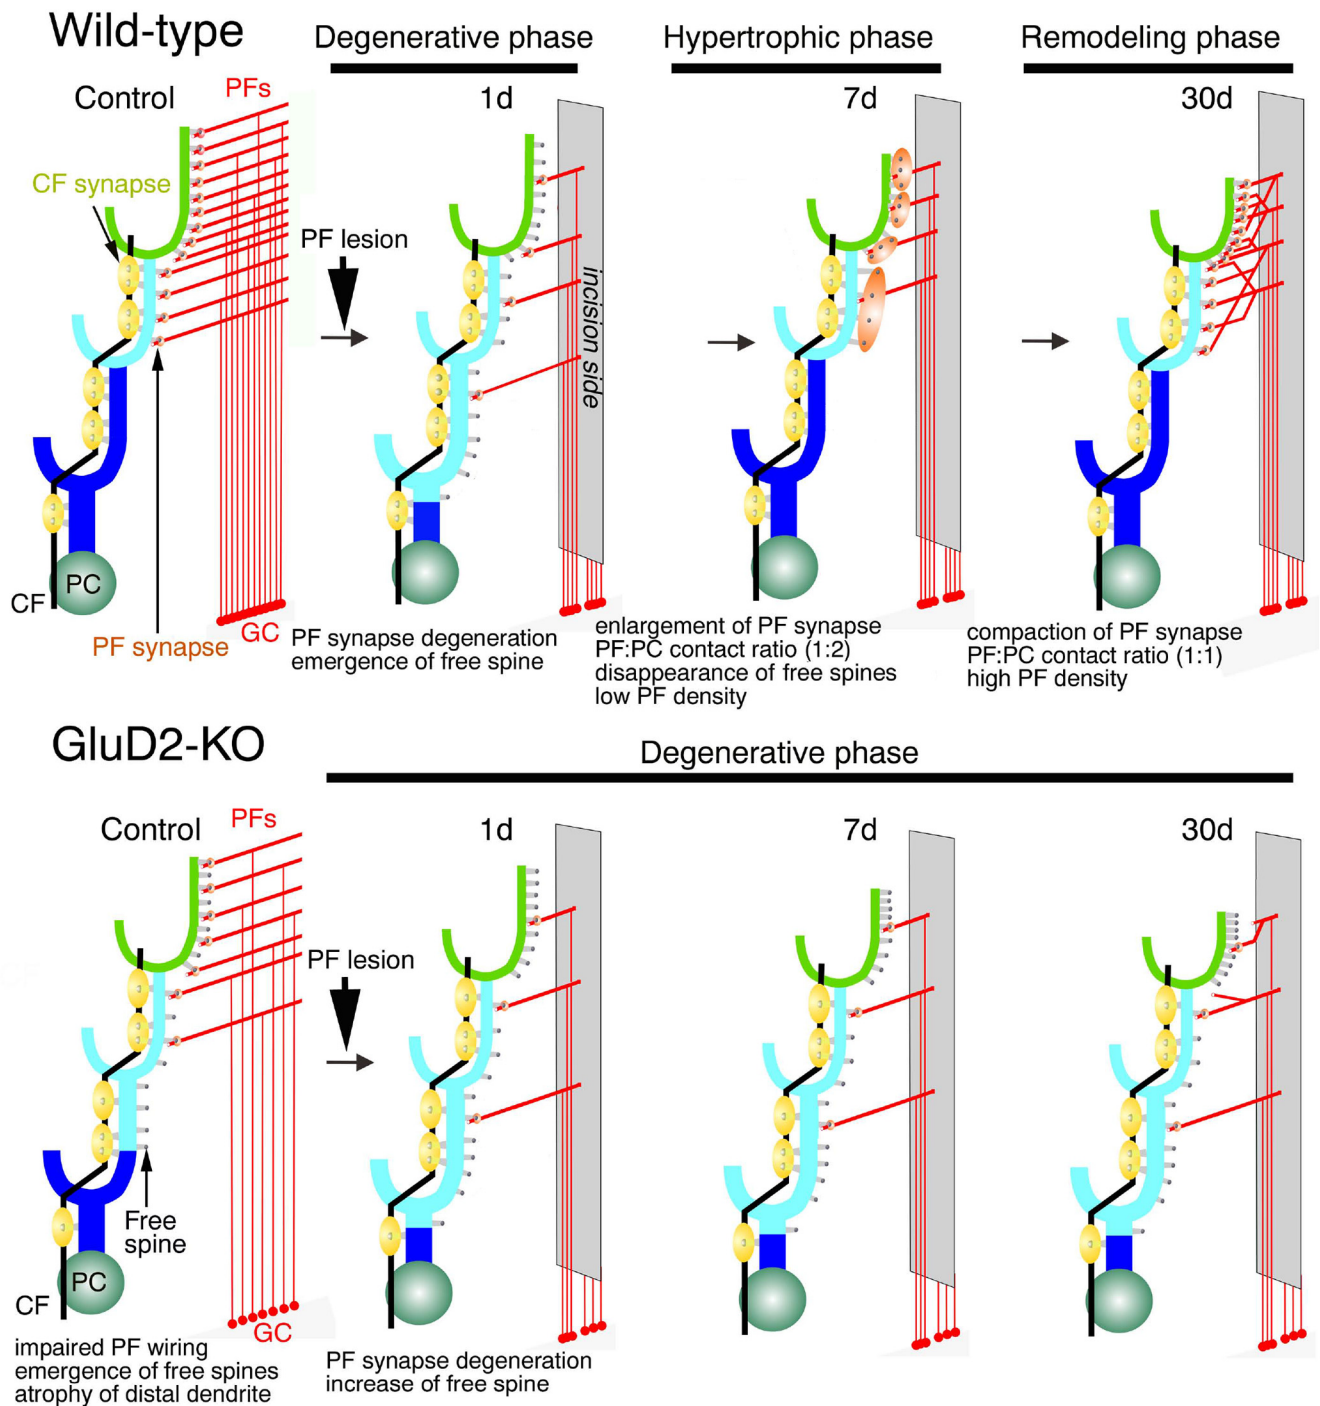 Wild-type
Degenerative phase
Hypertrophic phase
Remodeling phase
Control
PFs
1d
7d
30d
CF synapse
PF lesion
incision side
PC
CF
GC
PF synapse
PF synapse degeneration
emergence of free spine
enlargement of PF synapse
PF:PC contact ratio (1:2)
disappearance of free spines
low PF density
compaction of PF synapse
PF:PC contact ratio (1:1)
high PF density
GluD2-KO
Degenerative phase
Control
PFs
1d
7d
30d
PF lesion
Free
spine
PC
CF
GC
impaired PF wiring
emergence of free spines
atrophy of distal dendrite
PF synapse degeneration
increase of free spine